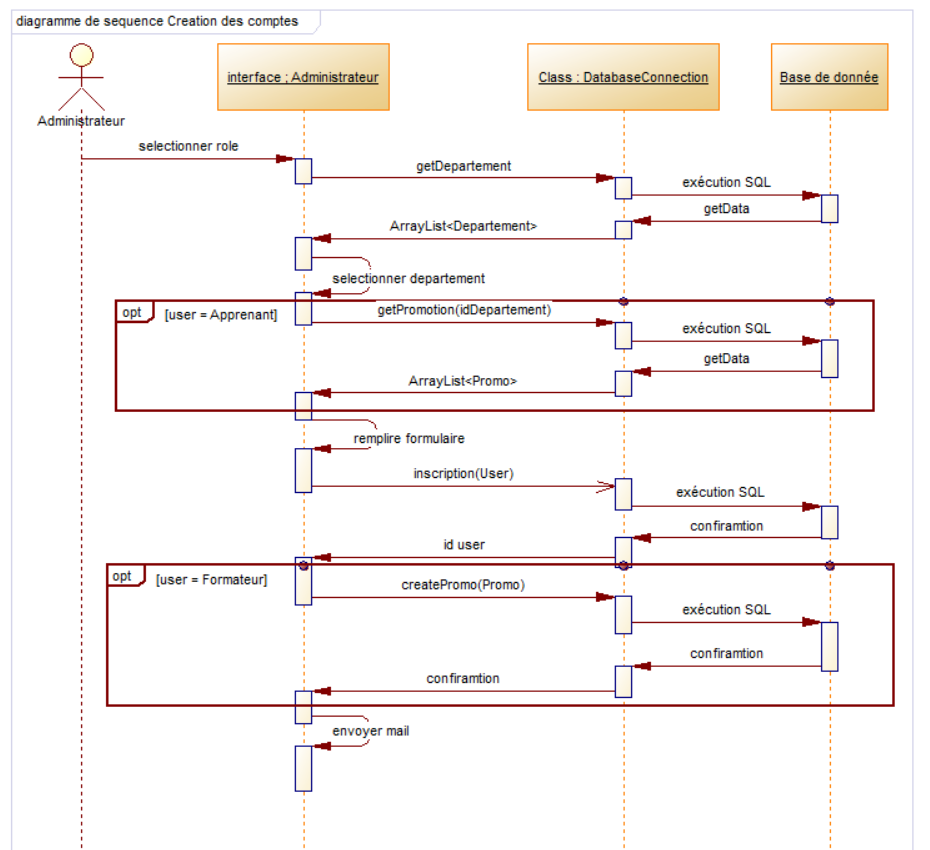 diagramme de sequence Creation des comptes
Administrateur
interface : Administrateur
Class : DatabaseConnection
Base de donnée
selectionner role
getDepartement
exécution SQL
getData
ArrayList<Departement>
selectionner departement
opt
[user = Apprenant]
getPromotion(idDepartement)
exécution SQL
getData
ArrayList<Promo>
remplire formulaire
inscription(User)
exécution SQL
confiramtion
id user
opt
[user = Formateur]
createPromo(Promo)
exécution SQL
confiramtion
confiramtion
envoyer mail